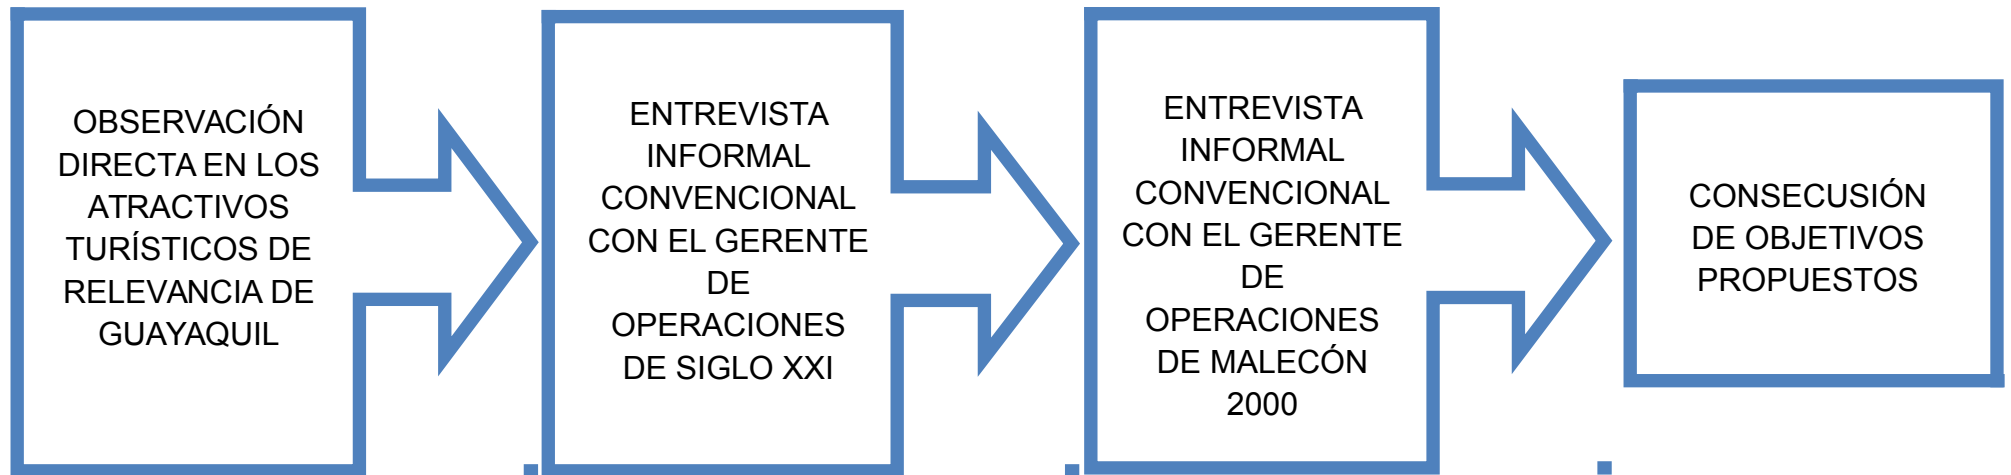 OBSERVACIÓN
DIRECTA EN LOS
ATRACTIVOS
TURÍSTICOS DE
RELEVANCIA DE
GUAYAQUIL
ENTREVISTA
INFORMAL
CONVENCIONAL
CON EL GERENTE
DE
OPERACIONES
DE SIGLO XXI
ENTREVISTA
INFORMAL
CONVENCIONAL
CON EL GERENTE
DE
OPERACIONES
DE MALECÓN
2000
CONSECUSIÓN
DE OBJETIVOS
PROPUESTOS